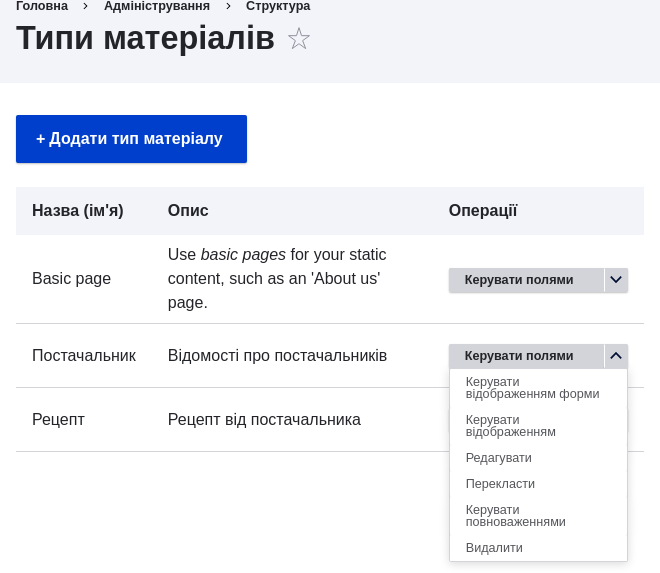 Головна > Адміністрування > Структура
Типи матеріалів
+ Додати тип матеріалу
Назва (ім'я) Опис Операції
Basic page
Use basic pages for your static
content, such as an 'About us'
page.
Керувати полями
Постачальник Відомості про постачальників Керувати полями
Рецепт Рецепт від постачальника
Керувати
відображенням форми
Керувати
відображенням
Редагувати
Перекласти
Керувати
повноваженнями
Видалити